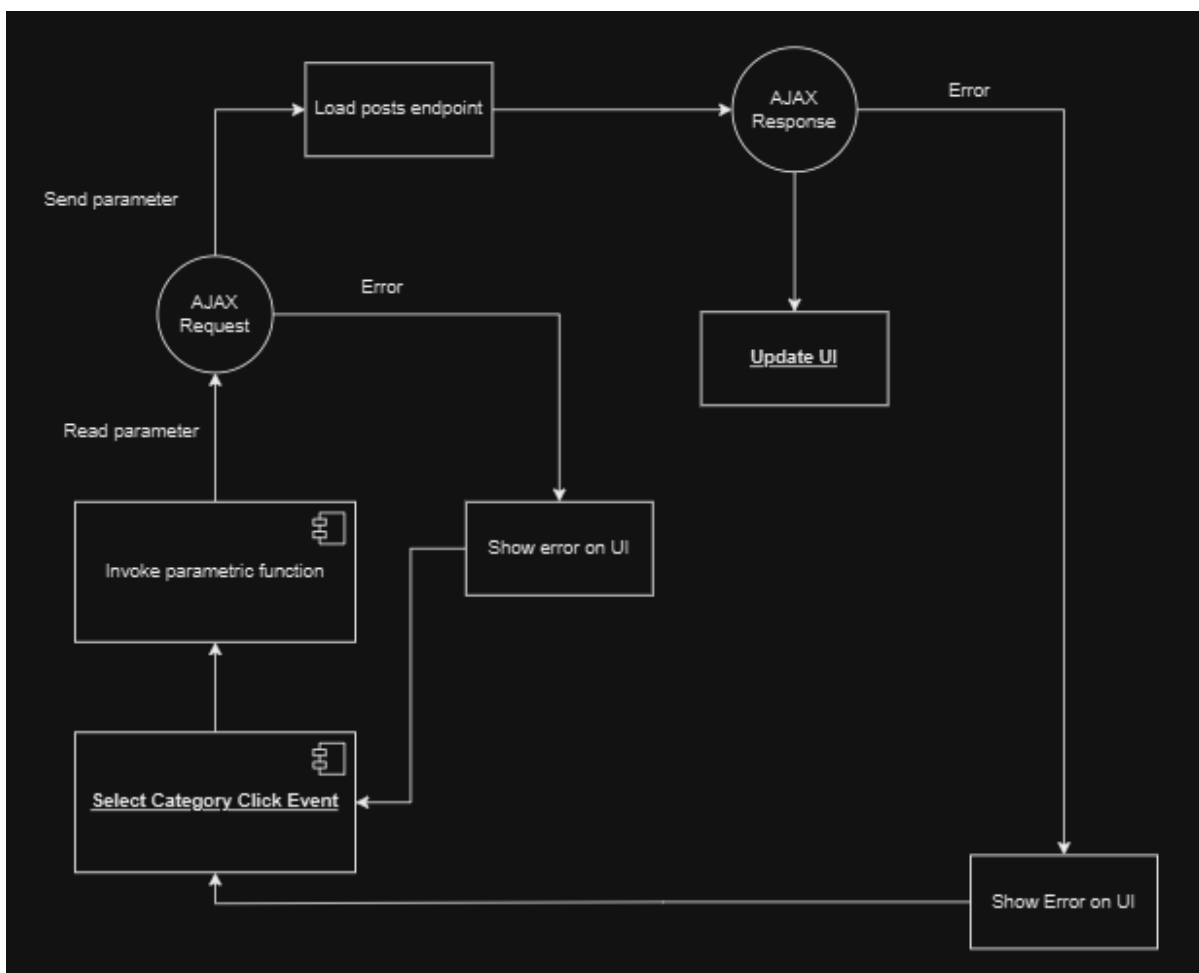 Load posts endpoint
AJAX
Response
Error
Send parameter
AJAX
Request
Error
Update UI
Read parameter
Invoke parametric function
Show error on UI
Select Category Click Event
Show Error on UI